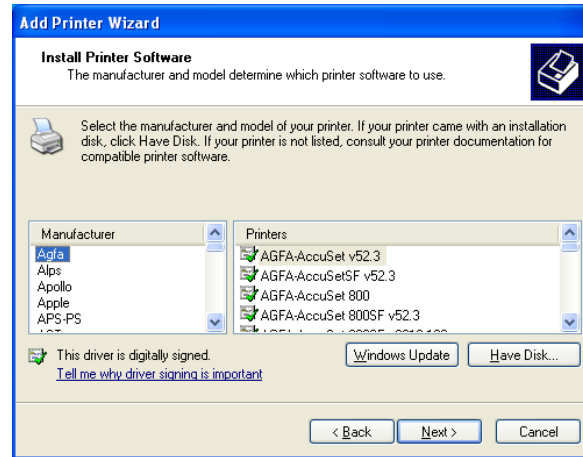 Add Printer Wizard
Install Printer Software
The manufacturer and model determine which printer software to use.
Select the manufacturer and model of your printer. If your printer came with an installation
disk, click Have Disk. If your printer is not listed, consult your printer documentation for
compatible printer software.
Manufacturer
Agfa
Alps
Apollo
Apple
APS-PS
Printers
AGFA-AccuSet v52.3
AGFA-AccuSetSF v52.3
AGFA-AccuSet 800
AGFA-AccuSet 800SF v52.3
This driver is digitally signed.
Tell me why driver signing is important
Windows Update
Have Disk...
< Back
Next >
Cancel